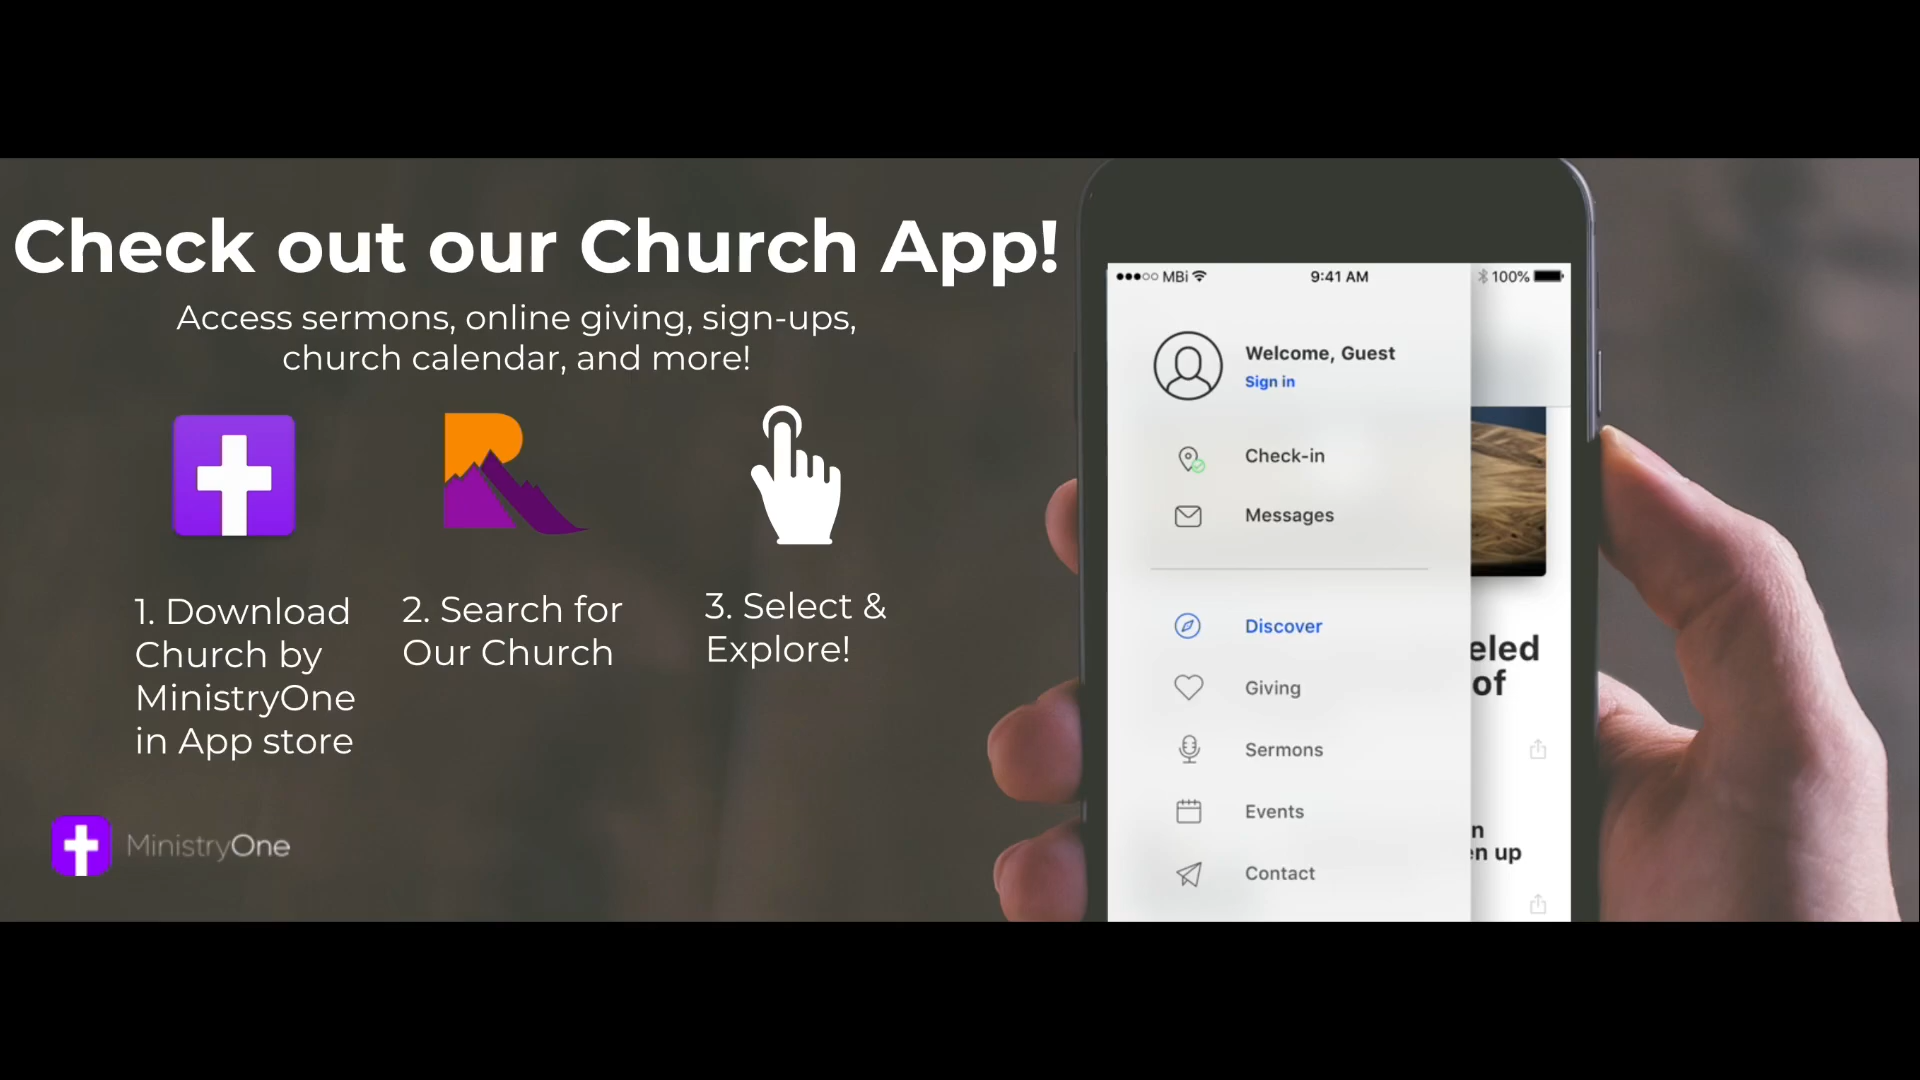 Check out our Church App!
Access sermons, online giving, sign-ups,
church calendar, and more!
1. Download
Church by
MinistryOne
in App store
2. Search for
Our Church
3. Select &
Explore!
MinistryOne
MBi 9:41 AM 100%
Welcome, Guest
Sign in
Check-in
Messages
Discover
Giving
Sermons
Events
Contact
eled
of
n
en up